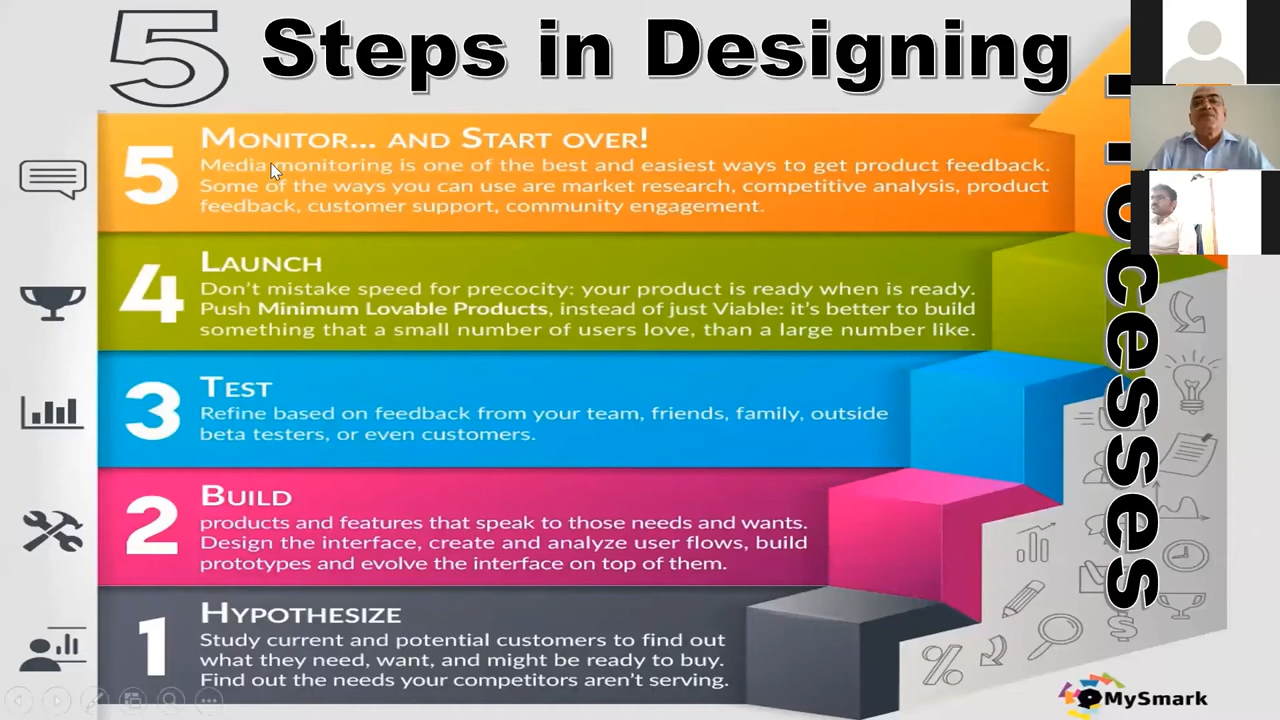 5 Steps in Designing
Processes
5
MONITOR... AND START OVER!
Media monitoring is one of the best and easiest ways to get product feedback.
Some of the ways you can use are market research, competitive analysis, product
feedback, customer support, community engagement.
4
LAUNCH
Don't mistake speed for precocity: your product is ready when is ready.
Push Minimum Lovable Products, instead of just Viable: it's better to build
something that a small number of users love, than a large number like.
3
TEST
Refine based on feedback from your team, friends, family, outside
beta testers, or even customers.
2
BUILD
products and features that speak to those needs and wants.
Design the interface, create and analyze user flows, build
prototypes and evolve the interface on top of them.
1
HYPOTHESIZE
Study current and potential customers to find out
what they need, want, and might be ready to buy.
Find out the needs your competitors aren't serving.
% $
MySmark